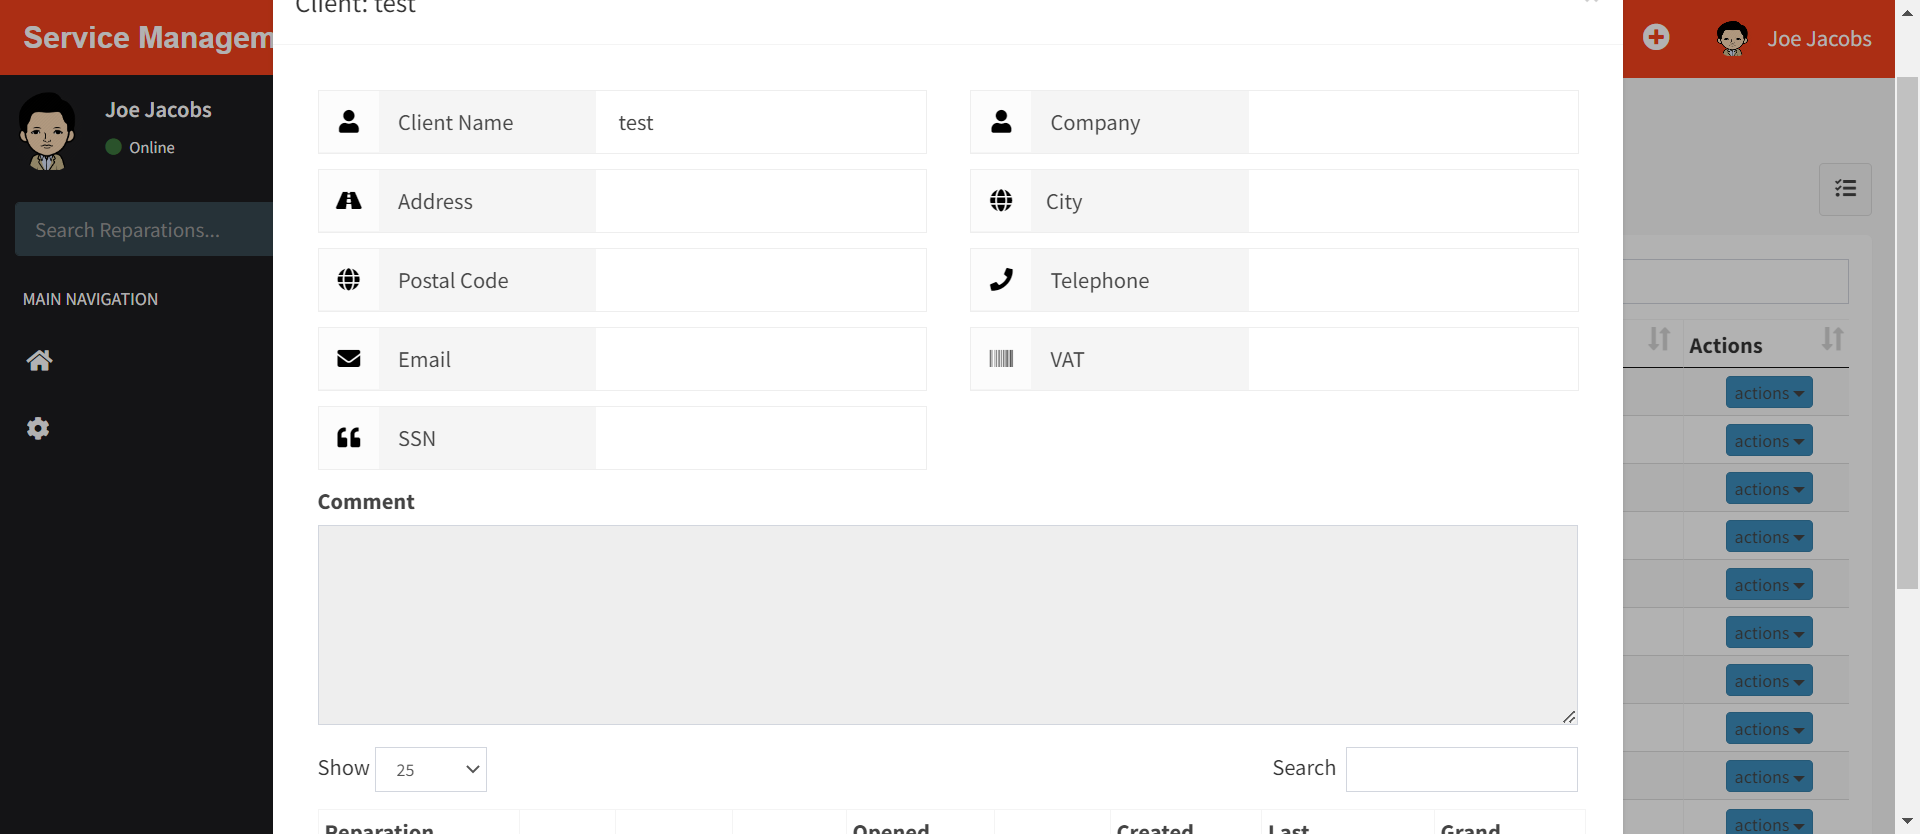 Client: test
Service Managem
Joe Jacobs
Joe Jacobs
Online
Search Reparations...
MAIN NAVIGATION
Client Name test
Company
Address
City
Postal Code
Telephone
Email
VAT
SSN
Comment
Show 25
Search
Reparation
Opened
Created
Last
Grand
Actions
actions
actions
actions
actions
actions
actions
actions
actions
actions
actions